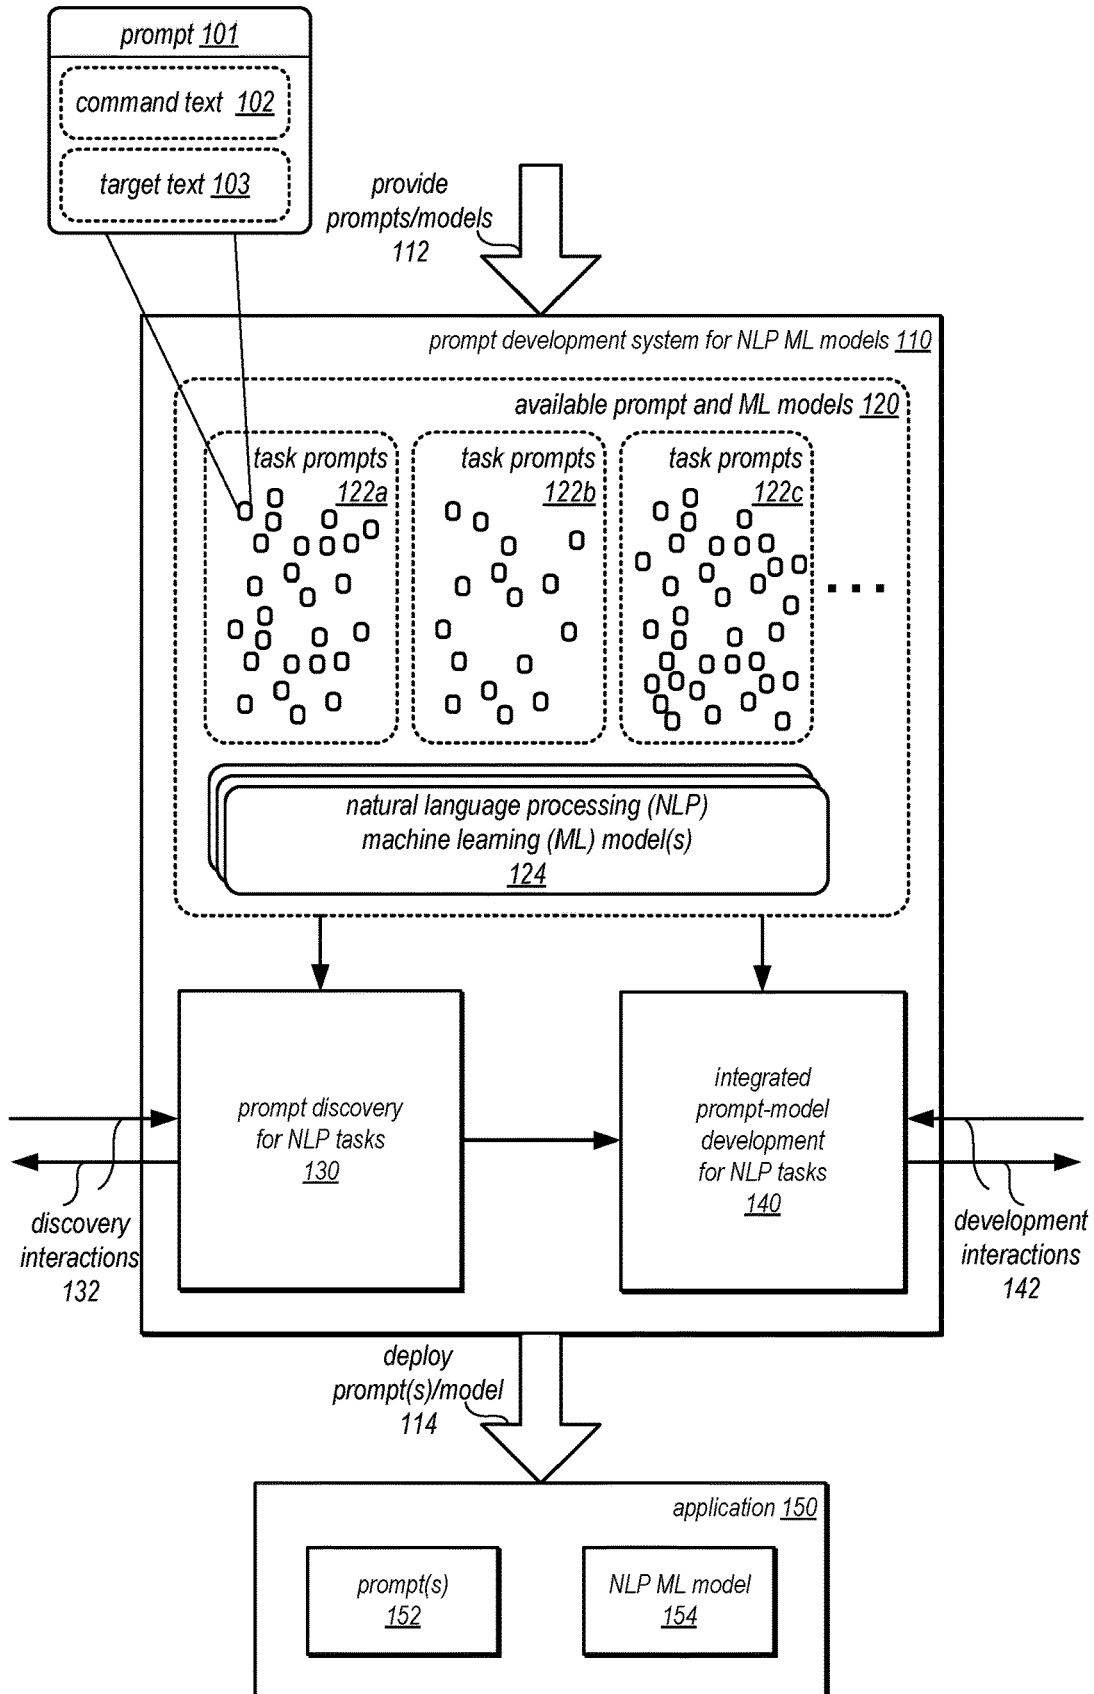 prompt 101
command text 102
target text 103
provide
prompts/models
112
prompt development system for NLP ML models 110
available prompt and ML models 120
task prompts
122a
task prompts
122b
task prompts
122c
natural language processing (NLP)
machine learning (ML) model(s)
124
prompt discovery
for NLP tasks
130
integrated
prompt-model
development
for NLP tasks
140
discovery
interactions
132
development
interactions
142
deploy
prompt(s)/model
114
application 150
prompt(s)
152
NLP ML model
154